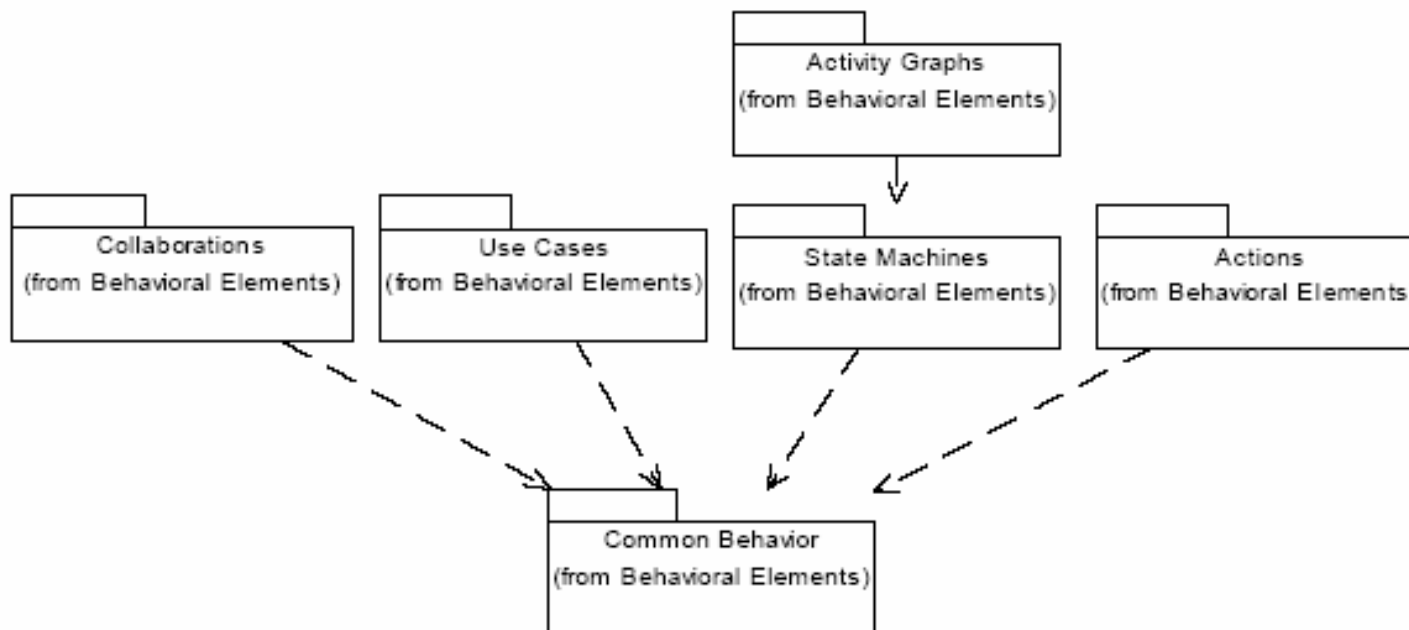 Activity Graphs
(from Behavioral Elements)
Collaborations
(from Behavioral Elements)
Use Cases
(from Behavioral Elements)
State Machines
(from Behavioral Elements)
Actions
(from Behavioral Elements
Common Behavior
(from Behavioral Elements)